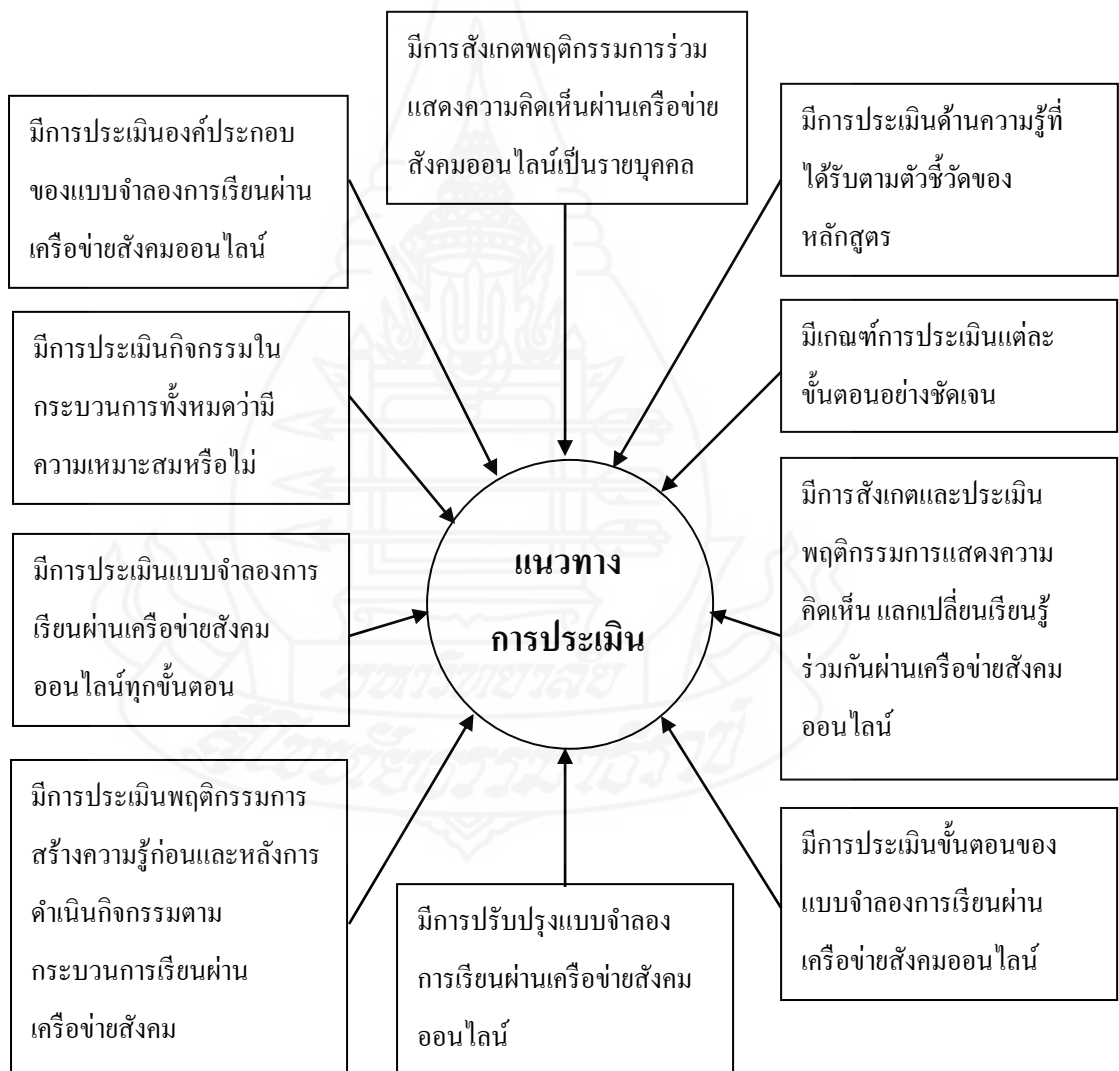 มีการสังเกตพฤติกรรมการร่วม
แสดงความคิดเห็นผ่านเครือข่าย
สังคมออนไลน์เป็นรายบุคคล
มีการประเมินองค์ประกอบ
ของแบบจำลองการเรียนผ่าน
เครือข่ายสังคมออนไลน์
มีการประเมินด้านความรู้ที่
ได้รับตามตัวชี้วัดของ
หลักสูตร
มีการประเมินกิจกรรมใน
กระบวนการทั้งหมดว่ามี
ความเหมาะสมหรือไม่
มีเกณฑ์การประเมินแต่ละ
ขั้นตอนอย่างชัดเจน
แนวทาง
การประเมิน
มีการประเมินแบบจำลองการ
เรียนผ่านเครือข่ายสังคม
ออนไลน์ทุกขั้นตอน
มีการสังเกตและประเมิน
พฤติกรรมการแสดงความ
คิดเห็น แลกเปลี่ยนเรียนรู้
ร่วมกันผ่านเครือข่ายสังคม
ออนไลน์
มีการประเมินพฤติกรรมการ
สร้างความรู้ก่อนและหลังการ
ดำเนินกิจกรรมตาม
กระบวนการเรียนผ่าน
เครือข่ายสังคม
มีการปรับปรุงแบบจำลอง
การเรียนผ่านเครือข่ายสังคม
ออนไลน์
มีการประเมินขั้นตอนของ
แบบจำลองการเรียนผ่าน
เครือข่ายสังคมออนไลน์
มหาวิทยาลัย
สุโขทัยธรรมาธิราช